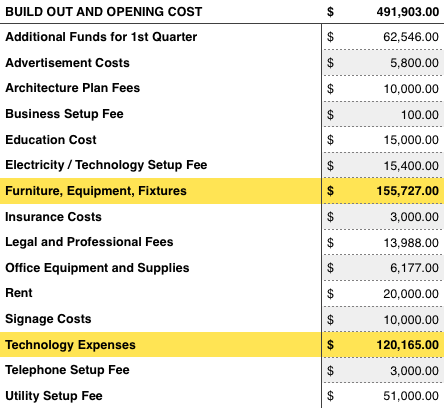 BUILD OUT AND OPENING COST $ 491,903.00
Additional Funds for 1st Quarter $ 62,546.00
Advertisement Costs $ 5,800.00
Architecture Plan Fees $ 10,000.00
Business Setup Fee $ 100.00
Education Cost $ 15,000.00
Electricity / Technology Setup Fee $ 15,400.00
Furniture, Equipment, Fixtures $ 155,727.00
Insurance Costs $ 3,000.00
Legal and Professional Fees $ 13,988.00
Office Equipment and Supplies $ 6,177.00
Rent $ 20,000.00
Signage Costs $ 10,000.00
Technology Expenses $ 120,165.00
Telephone Setup Fee $ 3,000.00
Utility Setup Fee $ 51,000.00